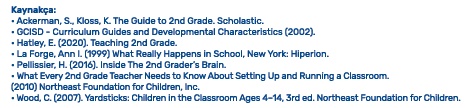 Kaynakça:
• Ackerman, S., Kloss, K. The Guide to 2nd Grade. Scholastic.
• GCISD - Curriculum Guides and Developmental Characteristics (2002).
• Hatley, E. (2020). Teaching 2nd Grade.
• La Forge, Ann I. (1999) What Really Happens in School, New York: Hiperion.
• Pellissier, H. (2016). Inside The 2nd Grader's Brain.
• What Every 2nd Grade Teacher Needs to Know About Setting Up and Running a Classroom.
(2010) Northeast Foundation for Children, Inc.
• Wood, C. (2007). Yardsticks: Children in the Classroom Ages 4–14, 3rd ed. Northeast Foundation for Children.